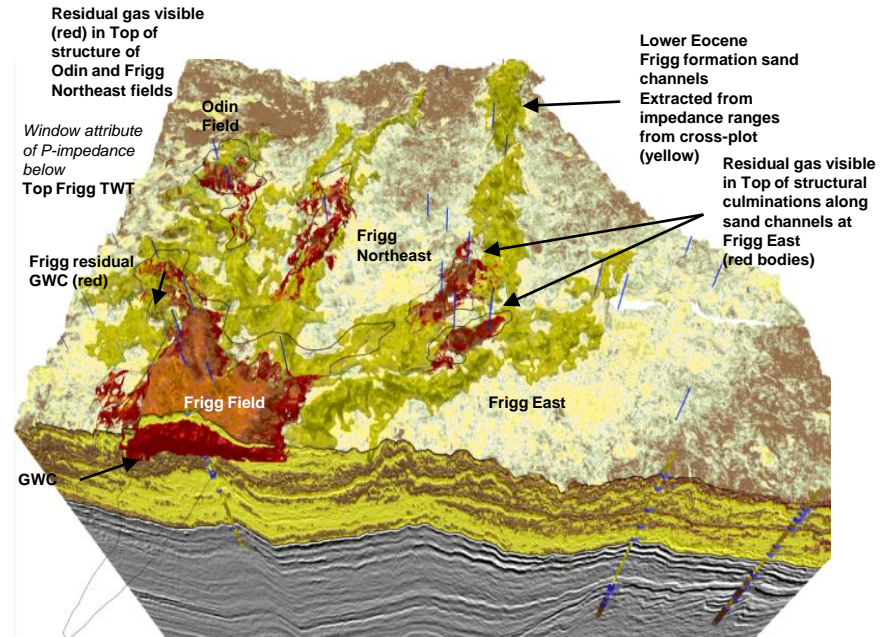 Residual gas visible
(red) in Top of
structure of
Odin and Frigg
Northeast fields
Window attribute
of P-impedance
below
Top Frigg TWT
Frigg residual
GWC (red)
GWC
Odin
Field
Frigg
Northeast
Frigg Field
Frigg East
Lower Eocene
Frigg formation sand
channels
Extracted from
impedance ranges
from cross-plot
(yellow)
Residual gas visible
in Top of structural
culminations along
sand channels at
Frigg East
(red bodies)